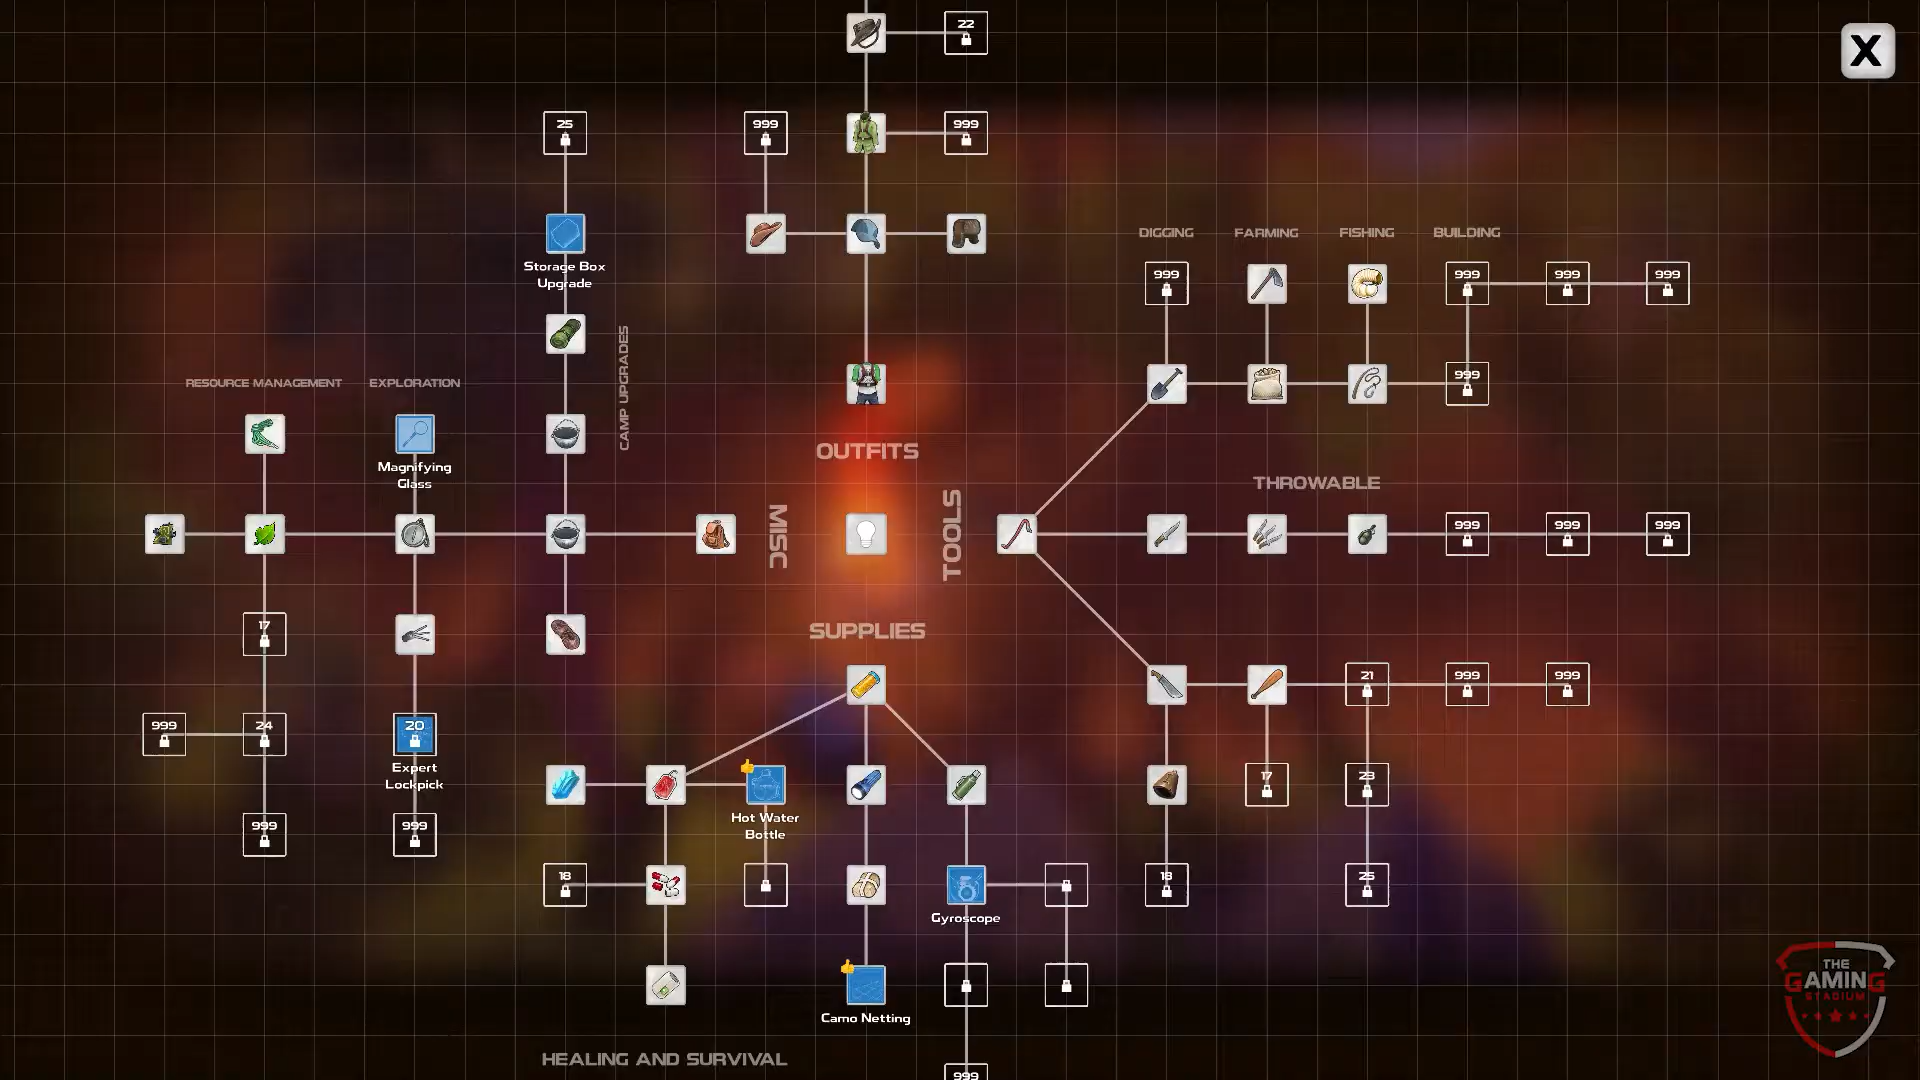 22
X
25
999
999
Storage Box
Upgrade
DIGGING
FARMING
FISHING
BUILDING
999
999
999
999
CAMP UPGRADES
RESOURCE MANAGEMENT
EXPLORATION
999
Magnifying
Glass
OUTFITS
THROWABLE
MISC
TOOLS
999
999
999
SUPPLIES
17
21
999
999
999
24
20
Expert
Lockpick
Hot Water
Bottle
17
23
999
999
18
18
25
Gyroscope
Camo Netting
HEALING AND SURVIVAL
999
THE
GAMING
STADIUM